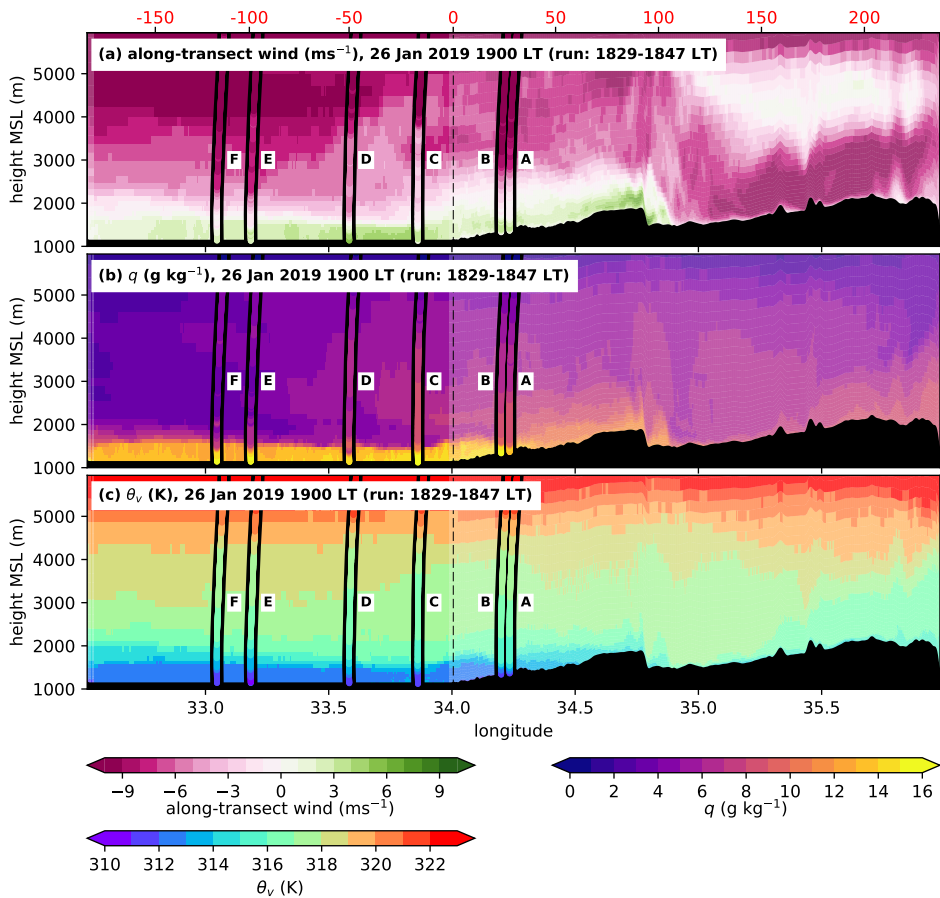 -150 -100 -50 0 50 100 150 200
(a) along-transect wind (ms⁻¹), 26 Jan 2019 1900 LT (run: 1829-1847 LT)
height MSL (m)
5000
4000
3000
2000
1000
F E D C B A
(b) q (g kg⁻¹), 26 Jan 2019 1900 LT (run: 1829-1847 LT)
height MSL (m)
5000
4000
3000
2000
1000
F E D C B A
(c) θᵥ (K), 26 Jan 2019 1900 LT (run: 1829-1847 LT)
height MSL (m)
5000
4000
3000
2000
1000
F E D C B A
33.0 33.5 34.0 34.5 35.0 35.5
longitude
−9 −6 −3 0 3 6 9
along-transect wind (ms⁻¹)
0 2 4 6 8 10 12 14 16
q (g kg⁻¹)
310 312 314 316 318 320 322
θᵥ (K)